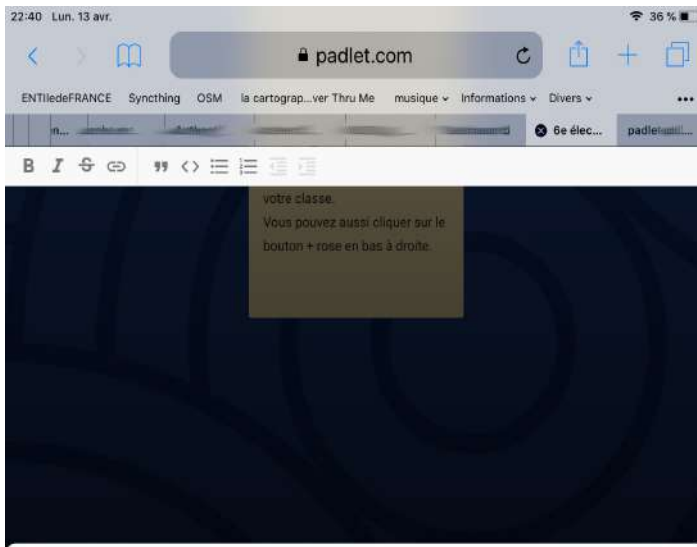 22:40 Lun. 13 avr.
36 %
padlet.com
ENTIledeFRANCE Syncthing OSM la cartograp...ver Thru Me musique Informations Divers
6e élec...
B I S
votre classe.
Vous pouvez aussi cliquer sur le
bouton + rose en bas à droite.